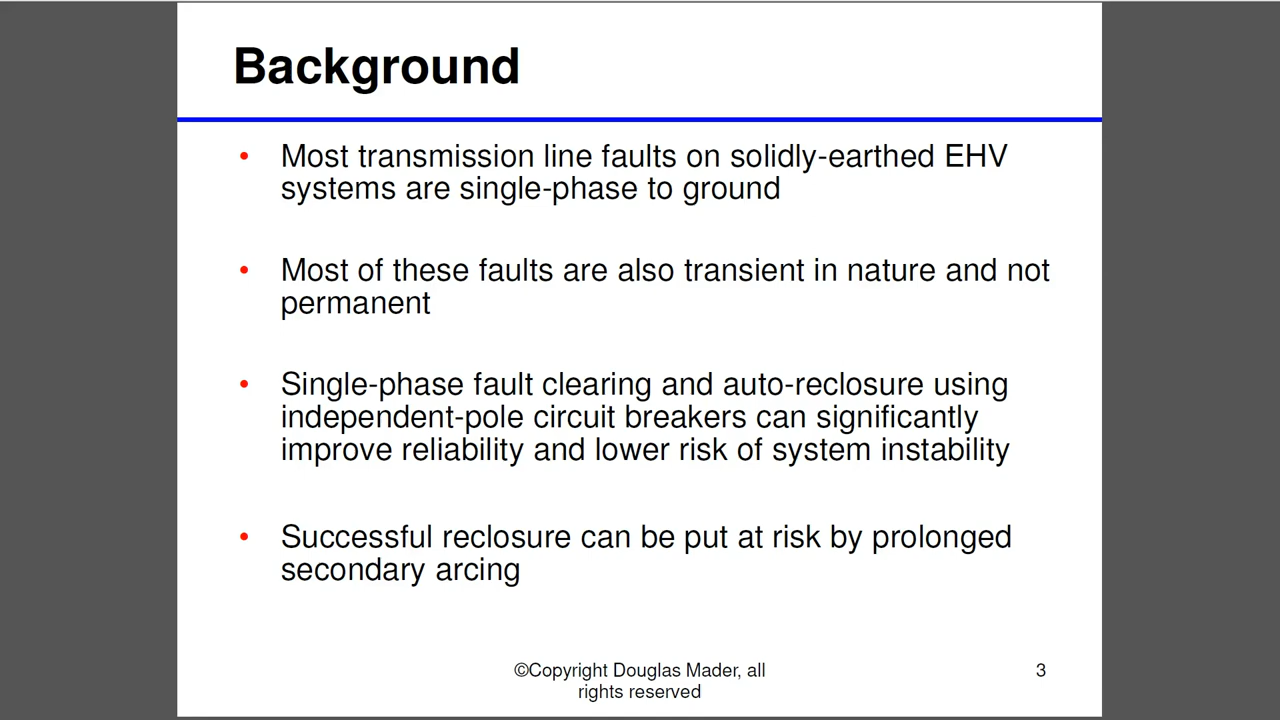 Background
• Most transmission line faults on solidly-earthed EHV
systems are single-phase to ground
• Most of these faults are also transient in nature and not
permanent
• Single-phase fault clearing and auto-reclosure using
independent-pole circuit breakers can significantly
improve reliability and lower risk of system instability
• Successful reclosure can be put at risk by prolonged
secondary arcing
©Copyright Douglas Mader, all
rights reserved
3